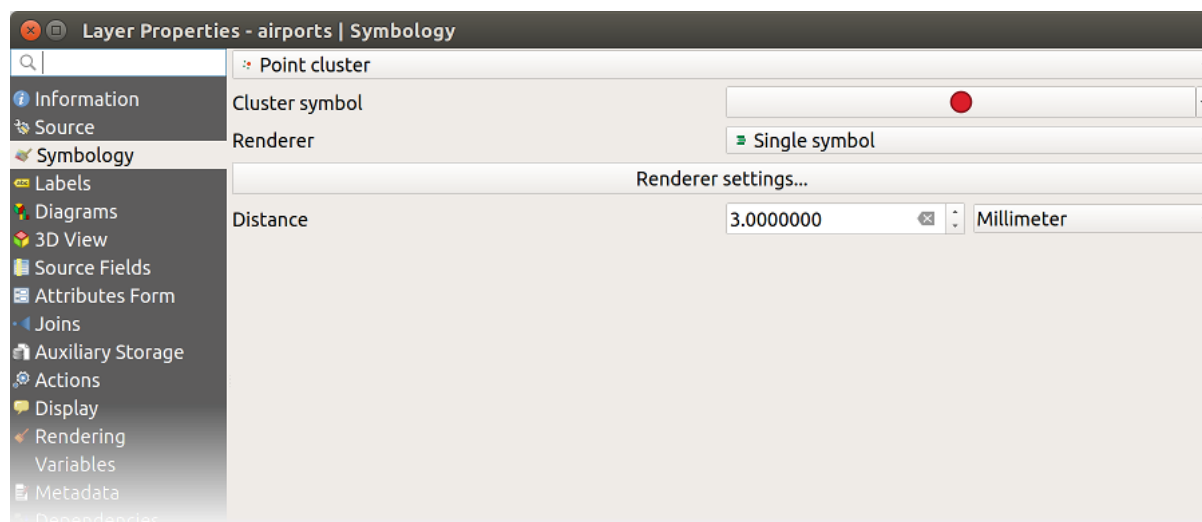 Layer Properties - airports | Symbology
Point cluster
Information
Cluster symbol
Source
Renderer
Single symbol
Symbology
Labels
Renderer settings...
Diagrams
Distance
3.0000000
Millimeter
3D View
Source Fields
Attributes Form
Joins
Auxiliary Storage
Actions
Display
Rendering
Variables
Metadata
Dependencies